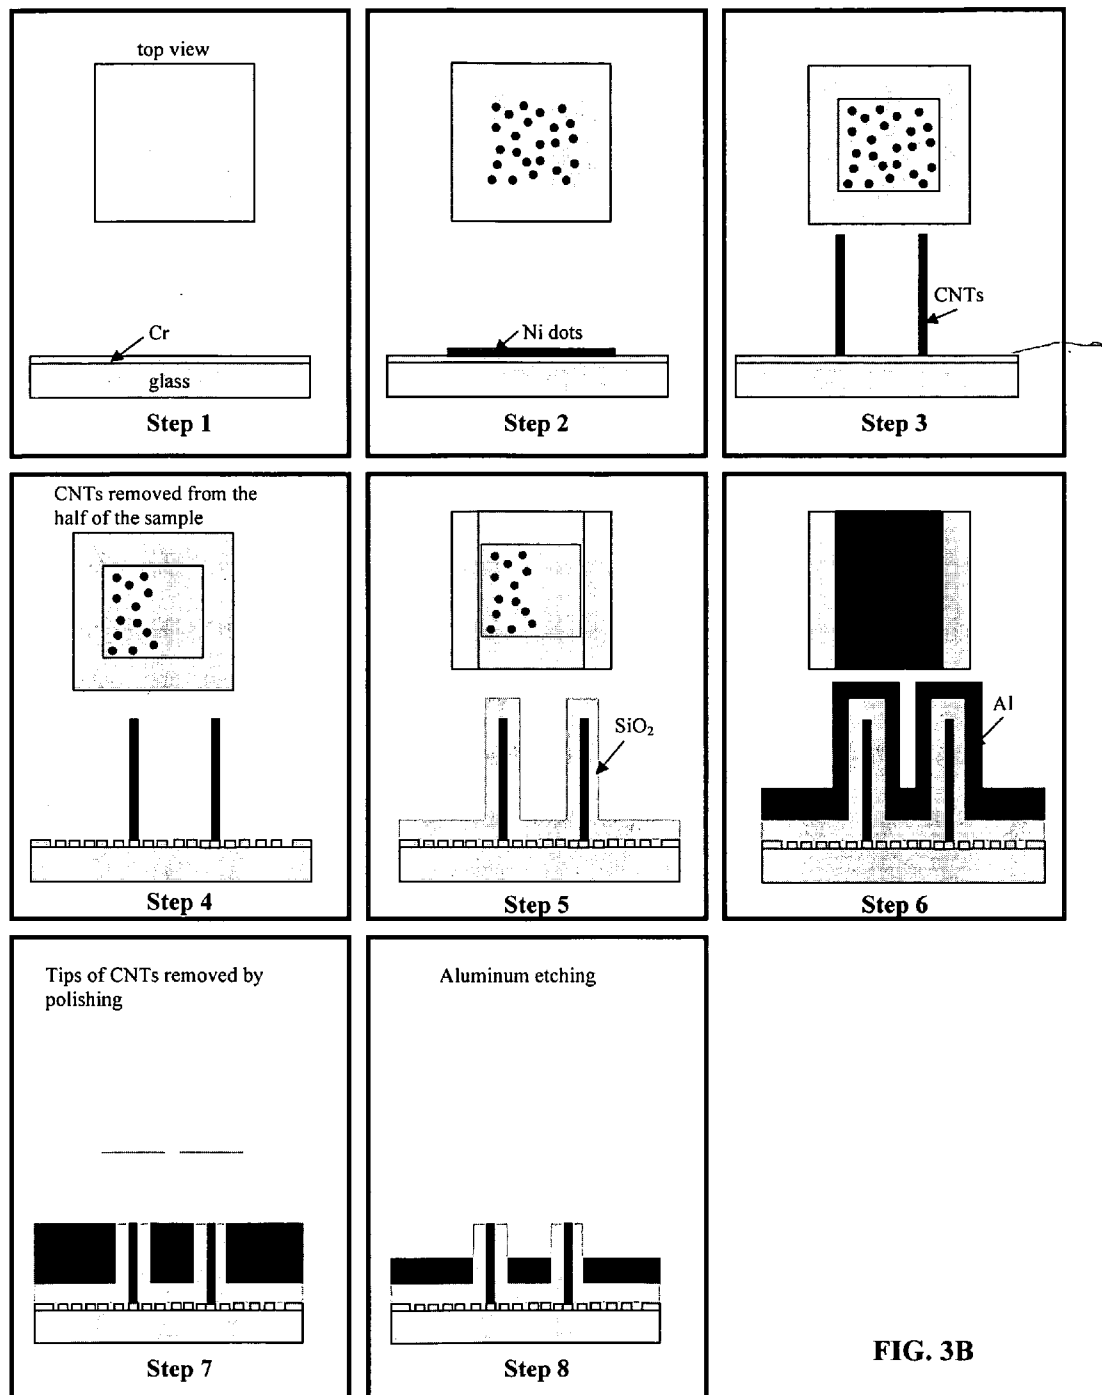 top view
Cr
glass
Step 1
Ni dots
Step 2
CNTs
Step 3
CNTs removed from the
half of the sample
Step 4
SiO₂
Step 5
Al
Step 6
Tips of CNTs removed by
polishing
Step 7
Aluminum etching
Step 8
FIG. 3B